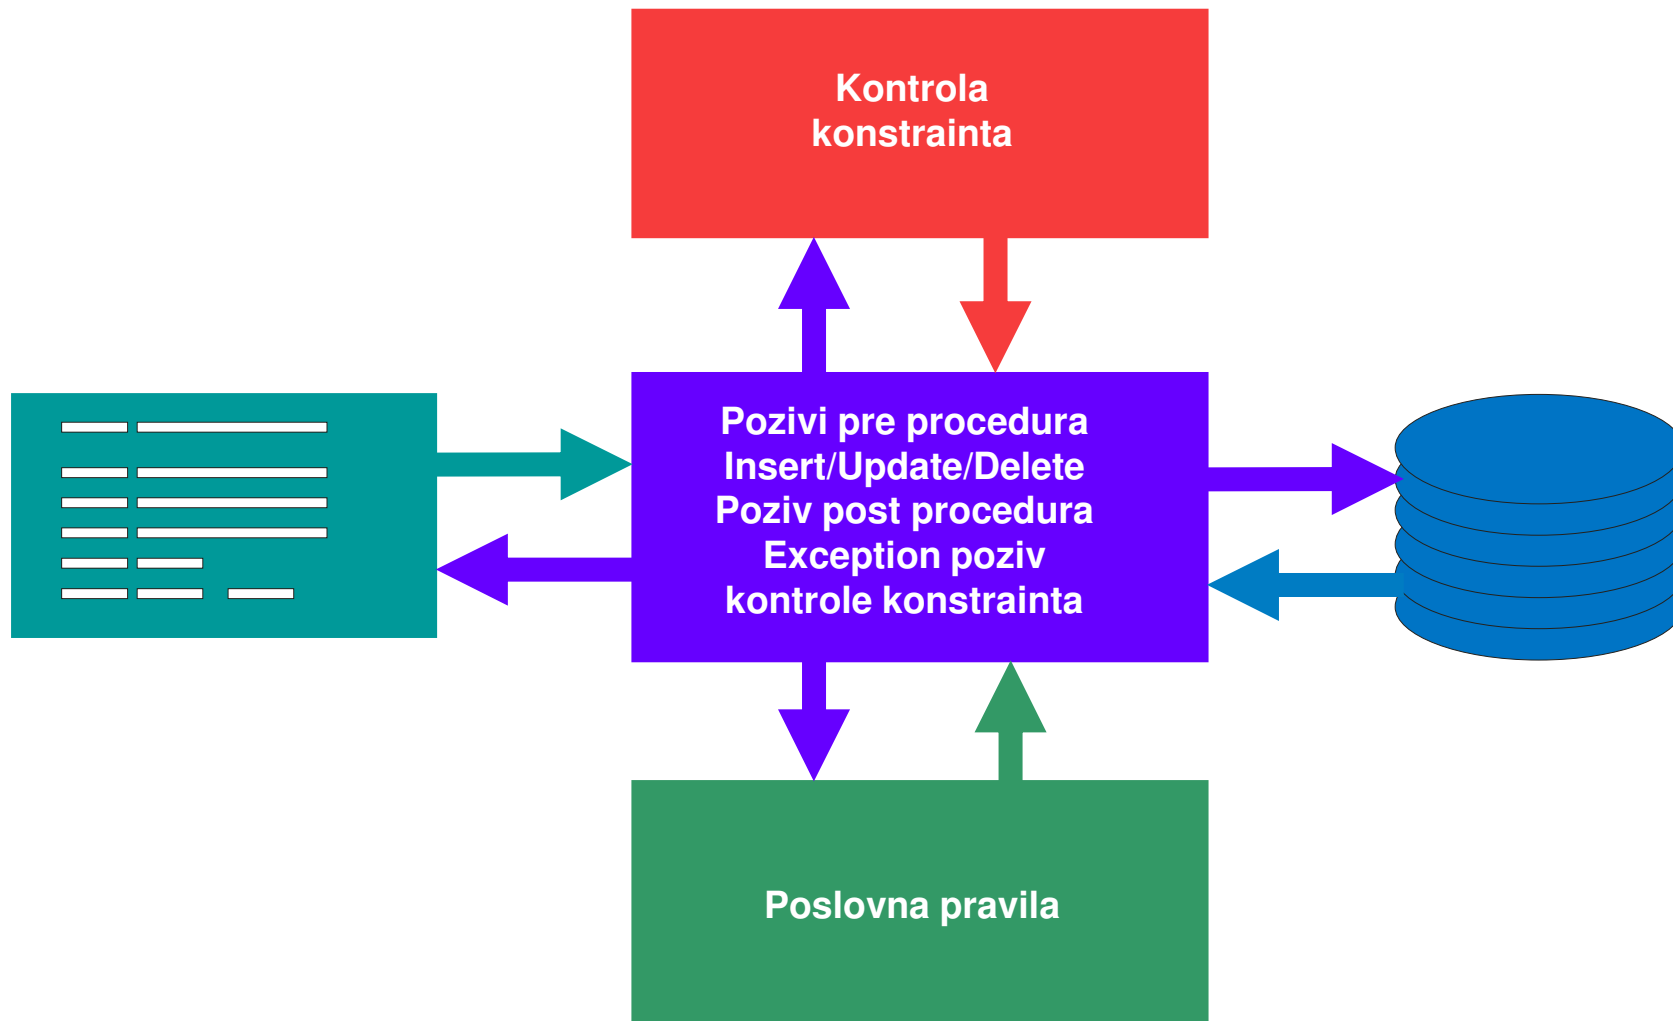 Kontrola
konstrainta
Pozivi pre procedura
Insert/Update/Delete
Poziv post procedura
Exception poziv
kontrole konstrainta
Poslovna pravila